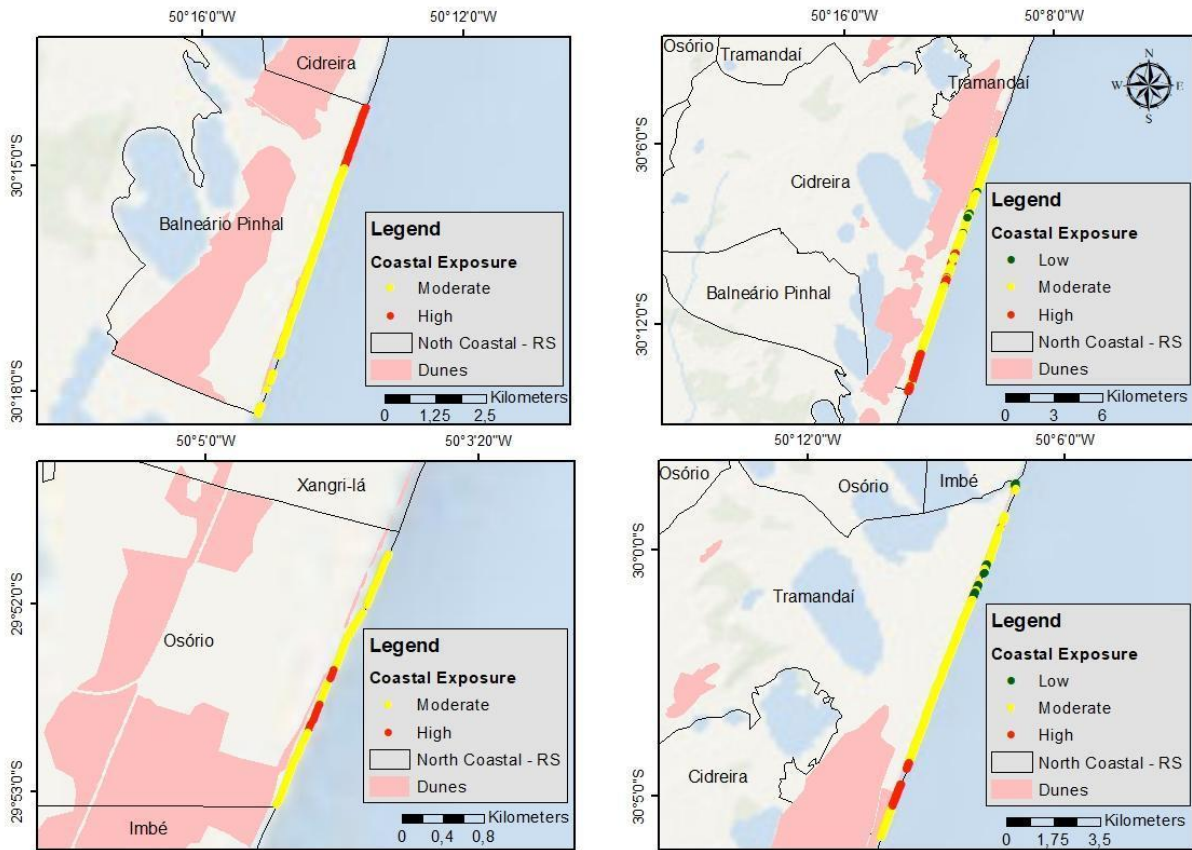 50°16'0"W
50°12'0"W
Cidreira
30°15'0"S
Balneário Pinhal
30°18'0"S
Legend
Coastal Exposure
Moderate
High
Noth Coastal - RS
Dunes
Kilometers
0 1,25 2,5
50°16'0"W
50°8'0"W
Osório
Tramandaí
Tramandaí
N
W E
S
30°6'0"S
Cidreira
Balneário Pinhal
30°12'0"S
Legend
Coastal Exposure
Low
Moderate
High
North Coastal - RS
Dunes
Kilometers
0 3 6
50°5'0"W
50°3'20"W
Xangri-lá
29°52'0"S
Osório
29°53'0"S
Imbé
Legend
Coastal Exposure
Moderate
High
North Coastal - RS
Dunes
Kilometers
0 0,4 0,8
50°12'0"W
50°6'0"W
Osório
Osório
Imbé
30°0'0"S
Tramandaí
Cidreira
30°5'0"S
Legend
Coastal Exposure
Low
Moderate
High
North Coastal - RS
Dunes
Kilometers
0 1,75 3,5